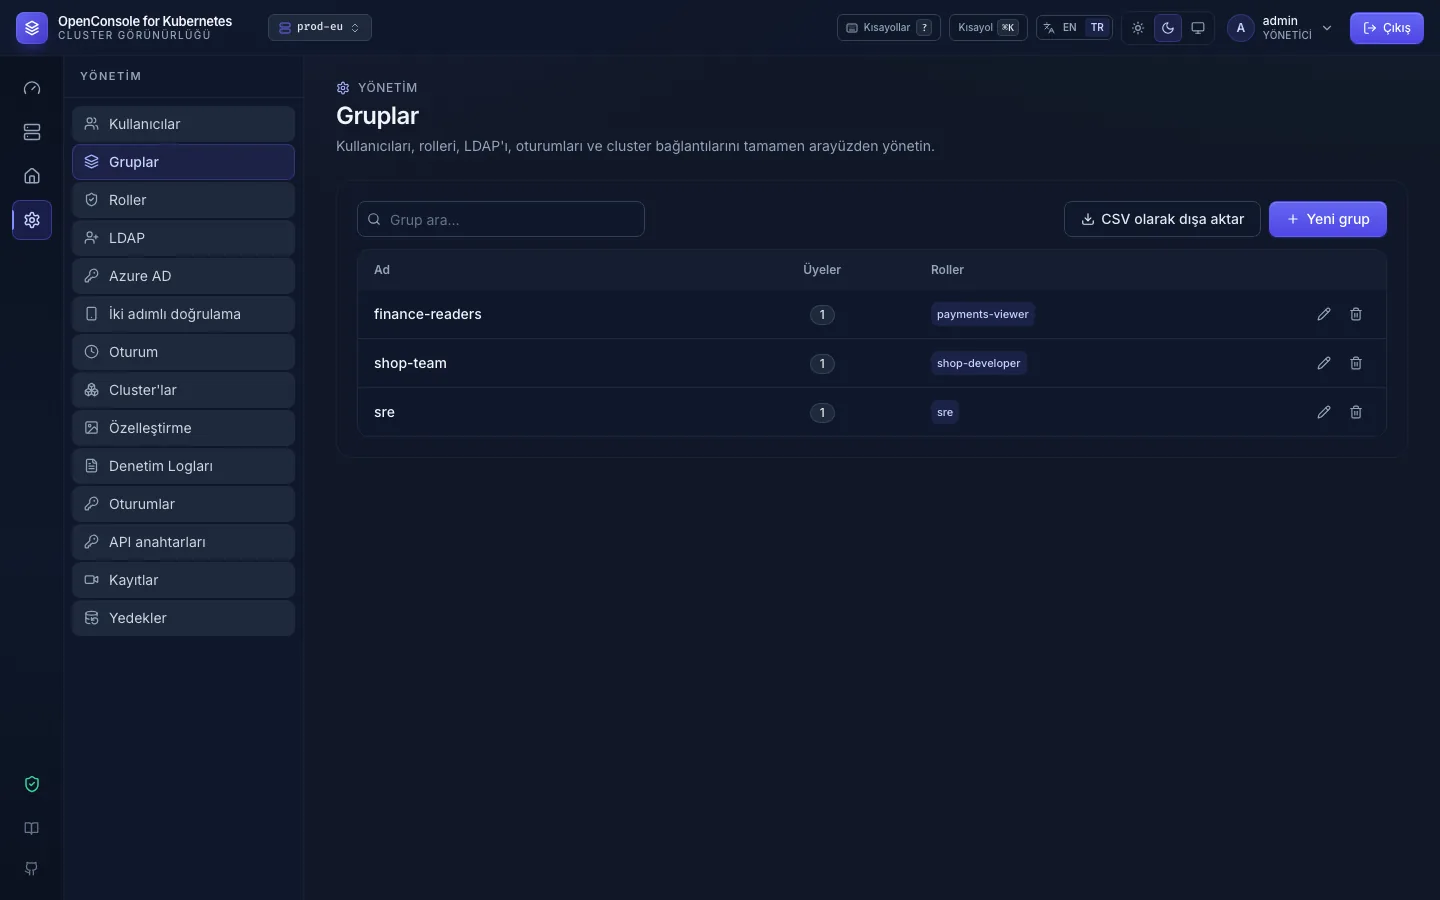 OpenConsole for Kubernetes
CLUSTER GÖRÜNÜRLÜĞÜ
prod-eu
Kısayollar ?
Kısayol ⌘K
EN TR
A
admin
YÖNETİCİ
Çıkış
YÖNETİM
Kullanıcılar
Gruplar
Roller
LDAP
Azure AD
İki adımlı doğrulama
Oturum
Cluster'lar
Özelleştirme
Denetim Logları
Oturumlar
API anahtarları
Kayıtlar
Yedekler
YÖNETİM
Gruplar
Kullanıcıları, rolleri, LDAP'ı, oturumları ve cluster bağlantılarını tamamen arayüzden yönetin.
Grup ara...
CSV olarak dışa aktar
Yeni grup
Ad Üyeler Roller
finance-readers 1 payments-viewer
shop-team 1 shop-developer
sre 1 sre